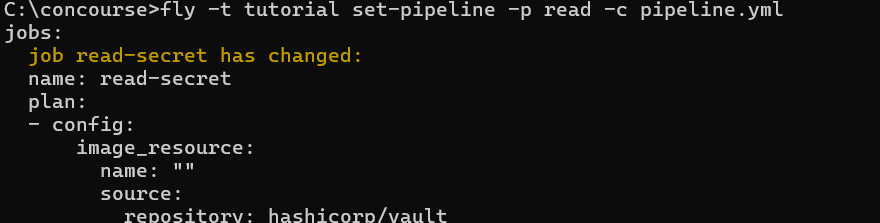 C:\concourse>fly -t tutorial set-pipeline -p read -c pipeline.yml
jobs:
  job read-secret has changed:
  name: read-secret
  plan:
  - config:
      image_resource:
        name: ""
        source:
          repository: hashicorp/vault